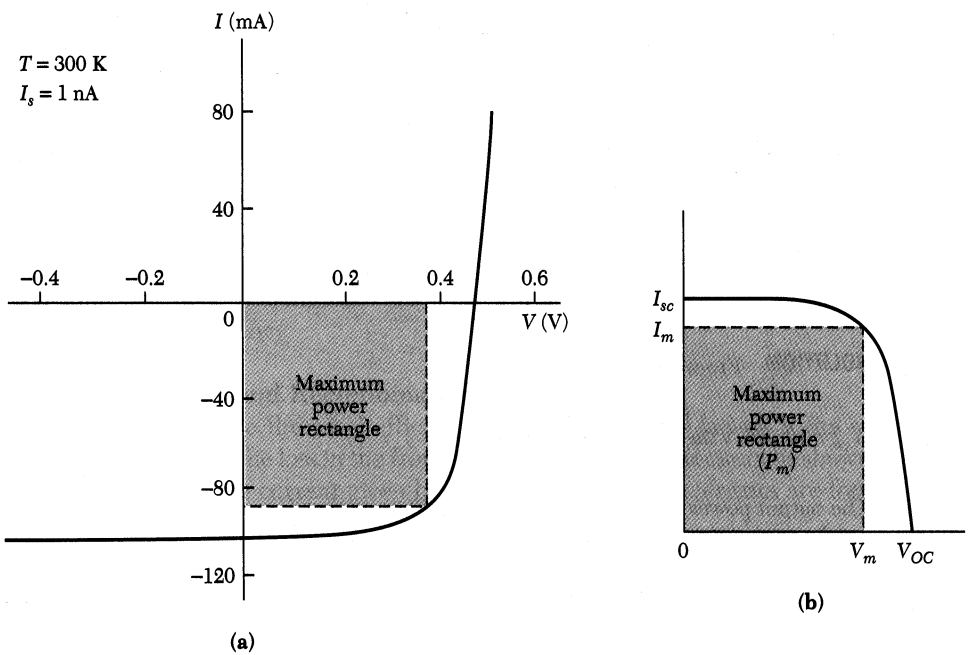 I (mA)
T = 300 K
I_s = 1 nA
80
40
-0.4
-0.2
0.2
0.4
0.6
0
V (V)
-40
Maximum
power
rectangle
-80
-120
(a)
I_sc
I_m
Maximum
power
rectangle
(P_m)
0
V_m
V_OC
(b)